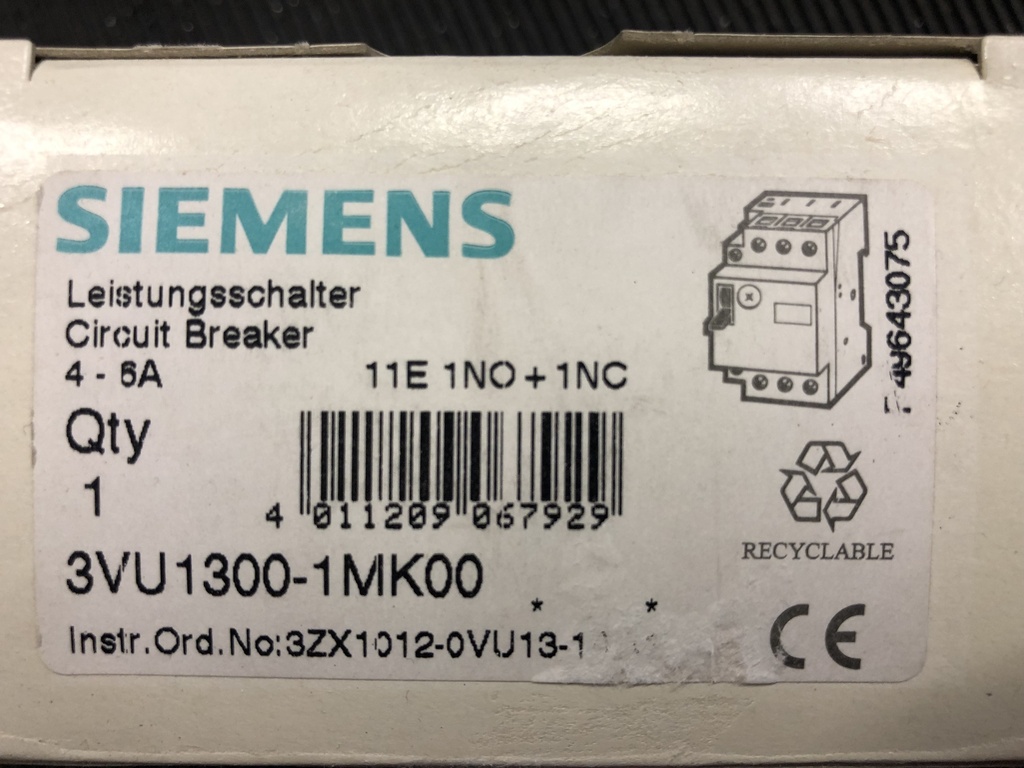 SIEMENS
Leistungsschalter
Circuit Breaker
4 - 6A
11E 1NO + 1NC
Qty
1
4 011209 067929
3VU1300-1MK00
* *
Instr.Ord.No:3ZX1012-0VU13-1
49643075
RECYCLABLE
CE